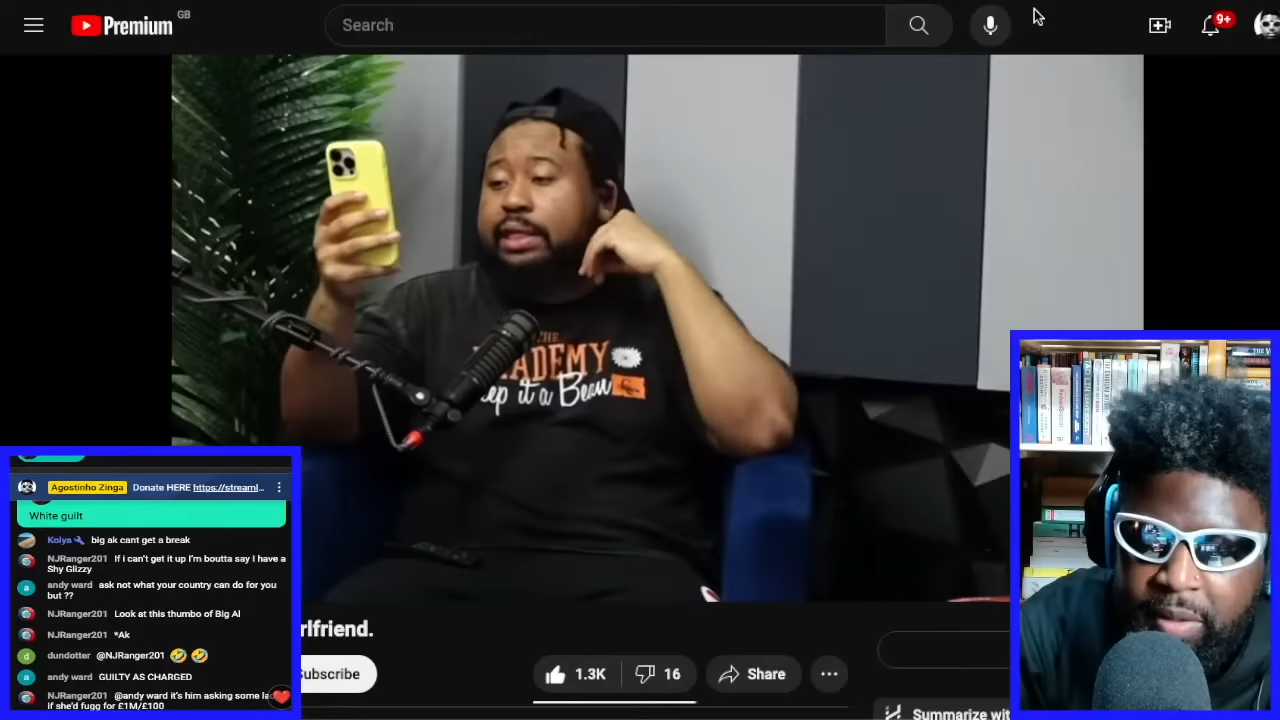 Premium GB
Search
9+
ADEMY
ep it a Bean
Agostinho Zinga Donate HERE https://streaml...
White guilt
Kolya big ak cant get a break
NJRanger201 If i can't get it up I'm boutta say I have a
Shy Glizzy
andy ward ask not what your country can do for you
but ??
NJRanger201 Look at this thumbo of Big Al
NJRanger201 *Ak
dundotter @NJRanger201
andy ward GUILTY AS CHARGED
NJRanger201 @andy ward it's him asking some la
if she'd fugg for £1M/£100
rlfriend.
ubscribe
1.3K
16
Share
Summarize wit